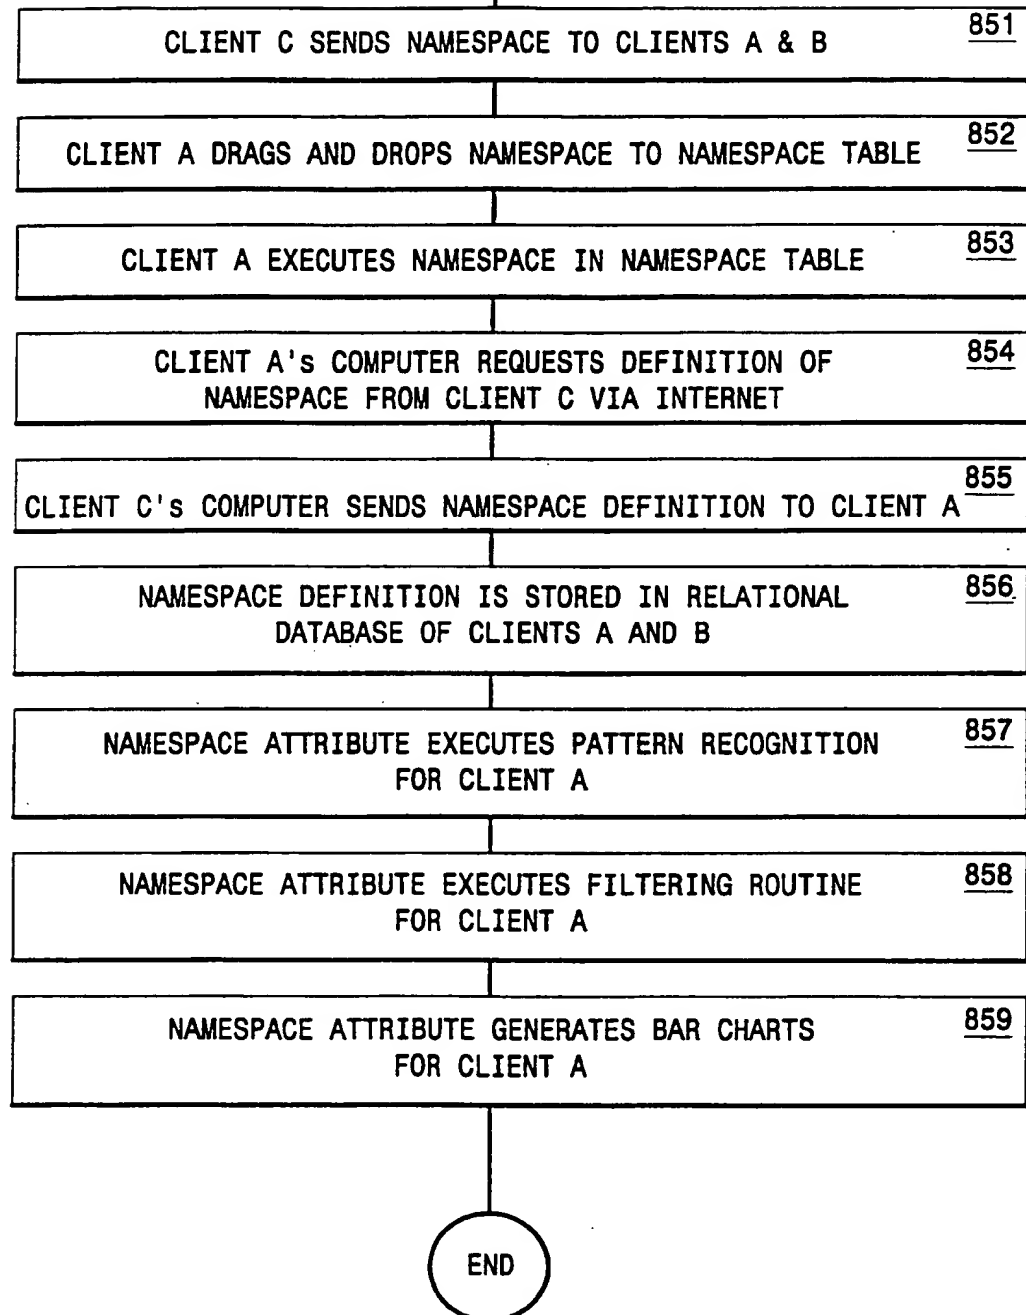 CLIENT C SENDS NAMESPACE TO CLIENTS A & B 851
CLIENT A DRAGS AND DROPS NAMESPACE TO NAMESPACE TABLE 852
CLIENT A EXECUTES NAMESPACE IN NAMESPACE TABLE 853
CLIENT A's COMPUTER REQUESTS DEFINITION OF 854
NAMESPACE FROM CLIENT C VIA INTERNET
CLIENT C's COMPUTER SENDS NAMESPACE DEFINITION TO CLIENT A 855
NAMESPACE DEFINITION IS STORED IN RELATIONAL 856
DATABASE OF CLIENTS A AND B
NAMESPACE ATTRIBUTE EXECUTES PATTERN RECOGNITION 857
FOR CLIENT A
NAMESPACE ATTRIBUTE EXECUTES FILTERING ROUTINE 858
FOR CLIENT A
NAMESPACE ATTRIBUTE GENERATES BAR CHARTS 859
FOR CLIENT A
END